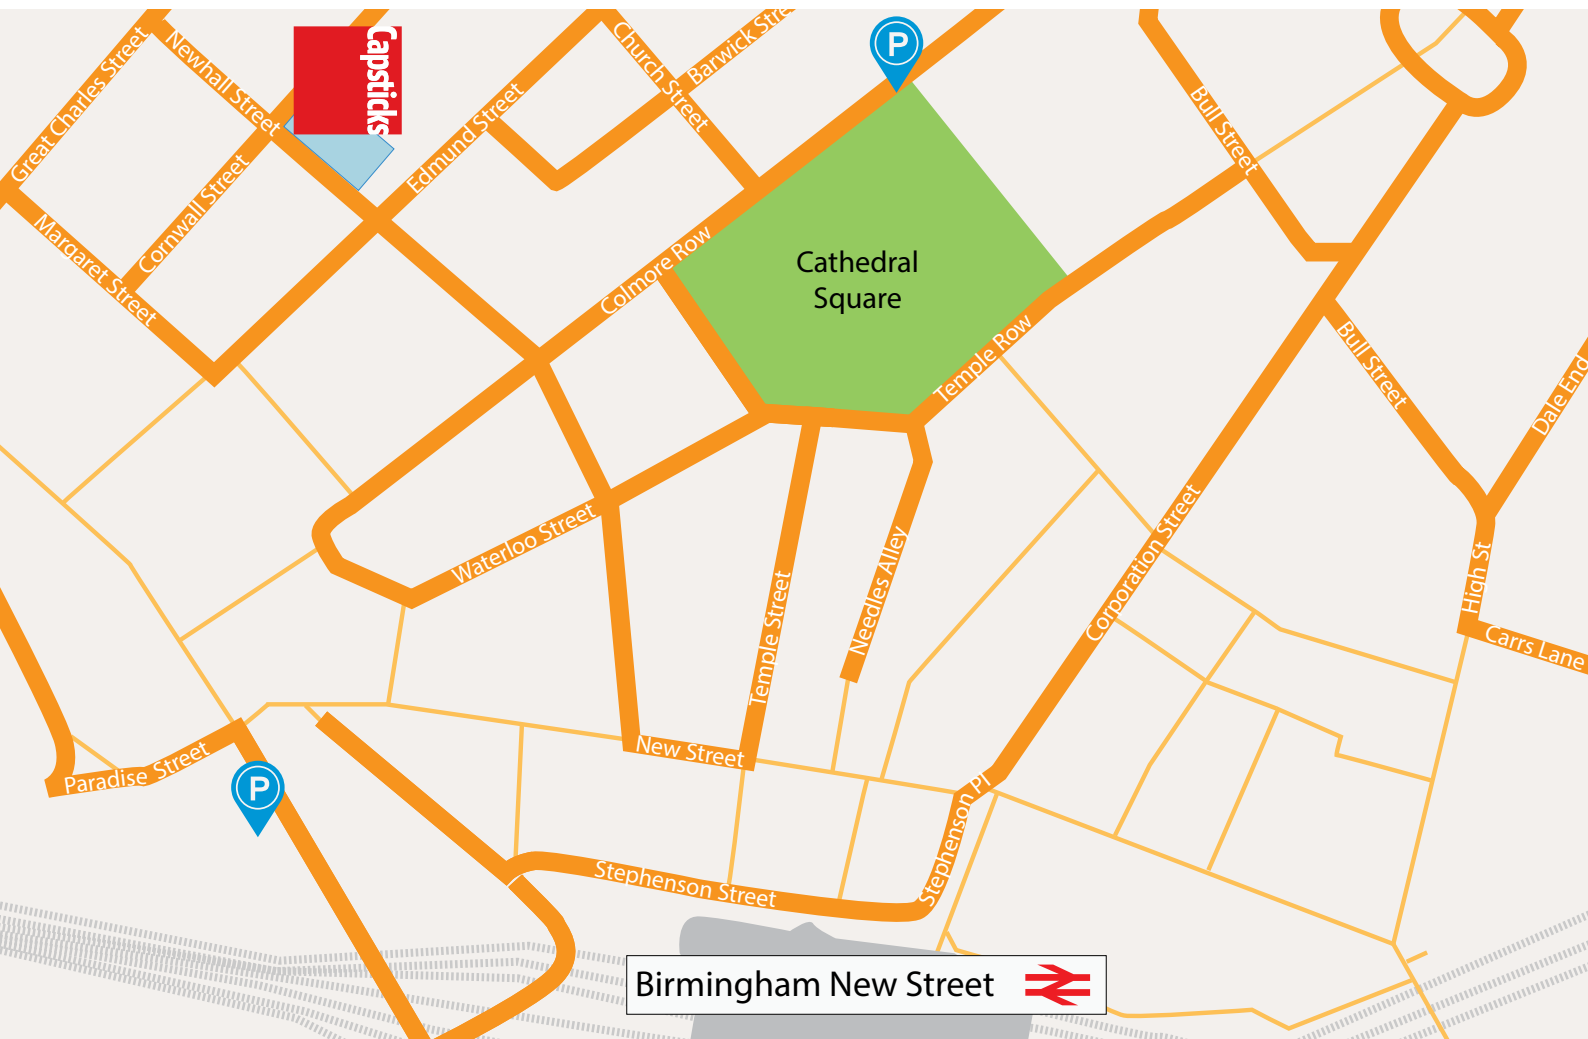 Great Charles Street
Newhall Street
Capsticks
Church Street
Barwick Stre
P
Bull Street
Edmund Street
Cornwall Street
Margaret Street
Colmore Row
Cathedral
Square
Temple Row
Bull Street
Dale End
Waterloo Street
Temple Street
Needles Alley
Corporation Street
High St
Carrs Lane
New Street
Paradise Street
P
Stephenson Pl
Stephenson Street
Birmingham New Street